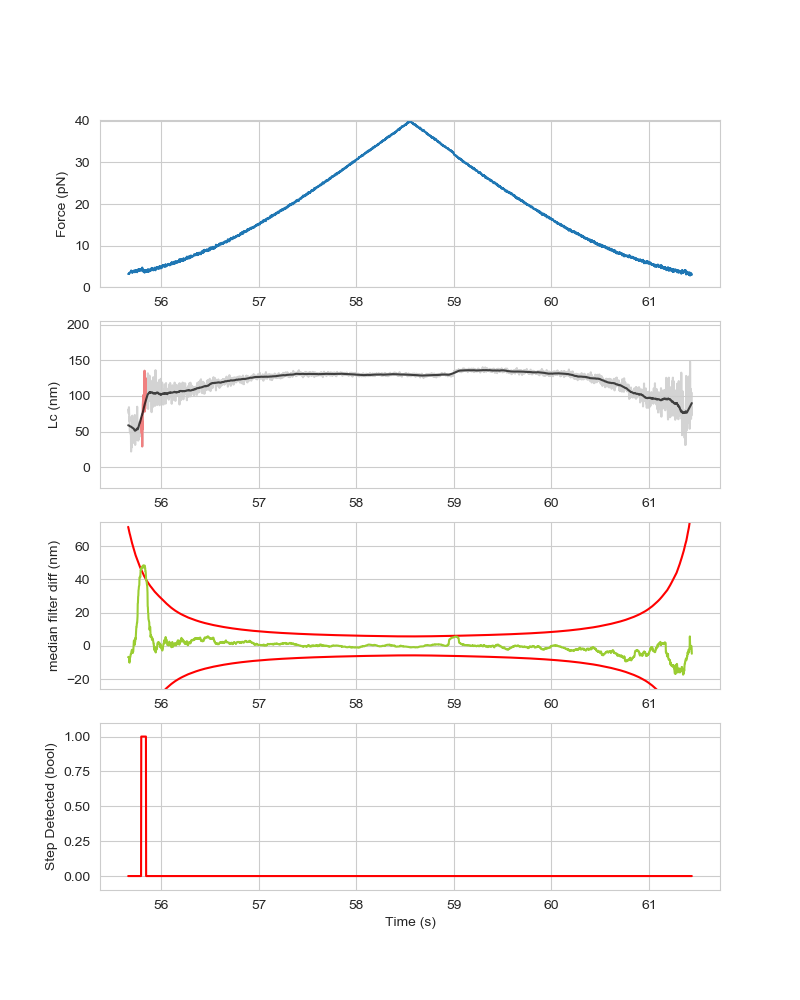 40
30
20
10
0
Force (pN)
56 57 58 59 60 61
200
150
100
50
0
Lc (nm)
56 57 58 59 60 61
60
40
20
0
−20
median filter diff (nm)
56 57 58 59 60 61
1.00
0.75
0.50
0.25
0.00
Step Detected (bool)
56 57 58 59 60 61
Time (s)